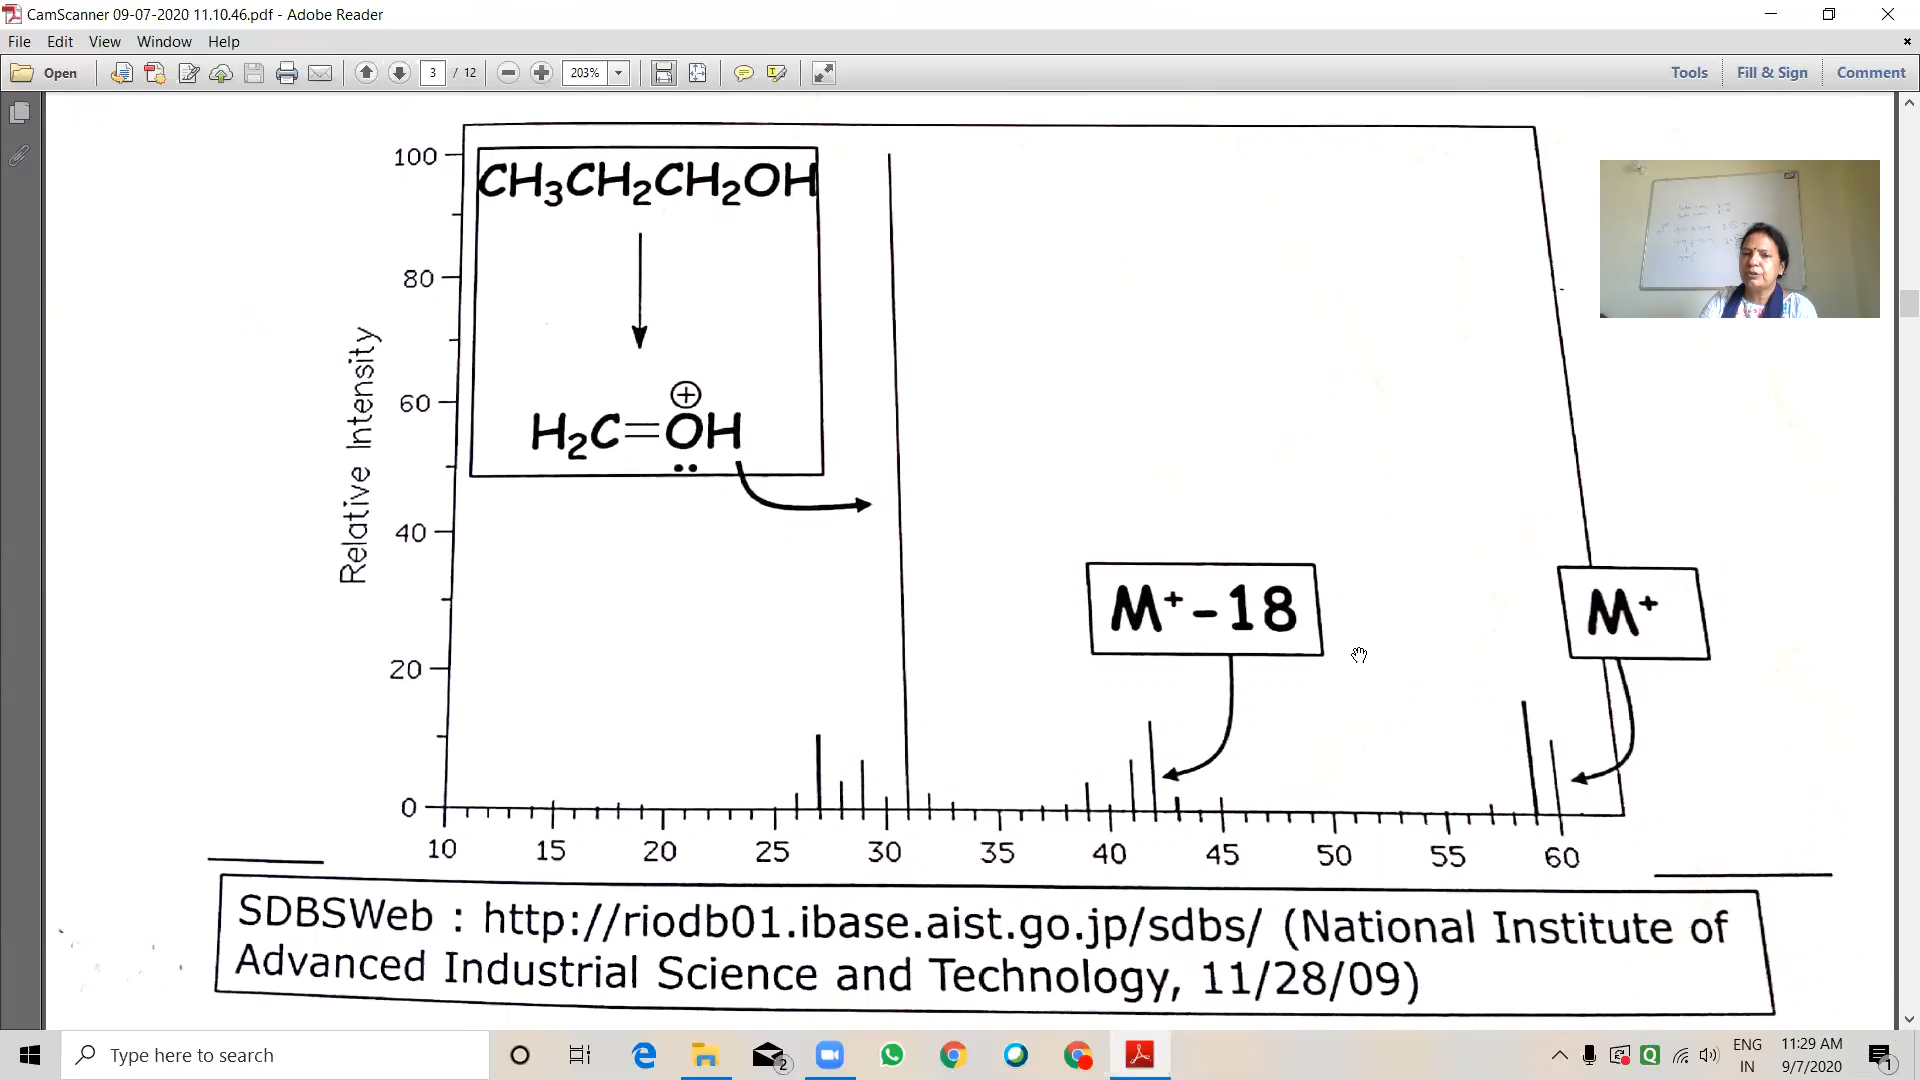 CamScanner 09-07-2020 11.10.46.pdf - Adobe Reader
File Edit View Window Help
Open 3 / 12 203% Tools Fill & Sign Comment
100
80
60
40
20
0
Relative Intensity
CH₃CH₂CH₂OH
⊕
H₂C=OH
M⁺-18
M⁺
10 15 20 25 30 35 40 45 50 55 60
SDBSWeb : http://riodb01.ibase.aist.go.jp/sdbs/ (National Institute of
Advanced Industrial Science and Technology, 11/28/09)
Type here to search
2
ENG
IN
11:29 AM
9/7/2020
1